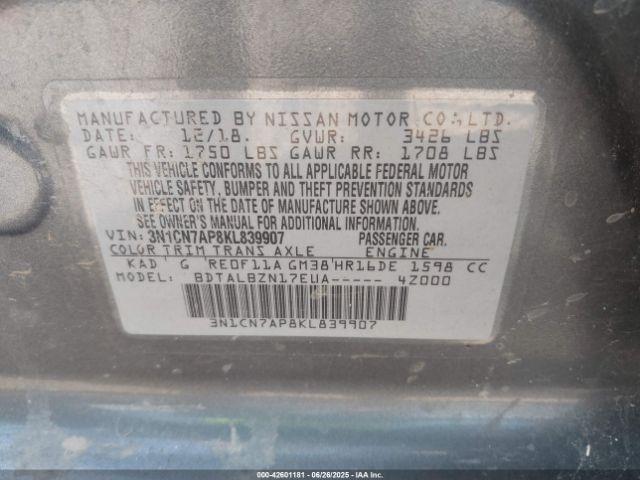 MANUFACTURED BY NISSAN MOTOR CO., LTD.
DATE: 12/18. GVWR: 3426 LBS
GAWR FR: 1750 LBS GAWR RR: 1708 LBS
THIS VEHICLE CONFORMS TO ALL APPLICABLE FEDERAL MOTOR
VEHICLE SAFETY, BUMPER AND THEFT PREVENTION STANDARDS
IN EFFECT ON THE DATE OF MANUFACTURE SHOWN ABOVE.
SEE OWNER'S MANUAL FOR ADDITIONAL INFORMATION.
VIN: 3N1CN7AP8KL839907 PASSENGER CAR.
COLOR TRIM TRANS AXLE ENGINE
KAD G RE0F11A GM38 HR16DE 1598 CC
MODEL: BDTALBZN17EUA----- 4Z000
3N1CN7AP8KL839907
000-42601181 | 06/26/2025 | IAAI.com